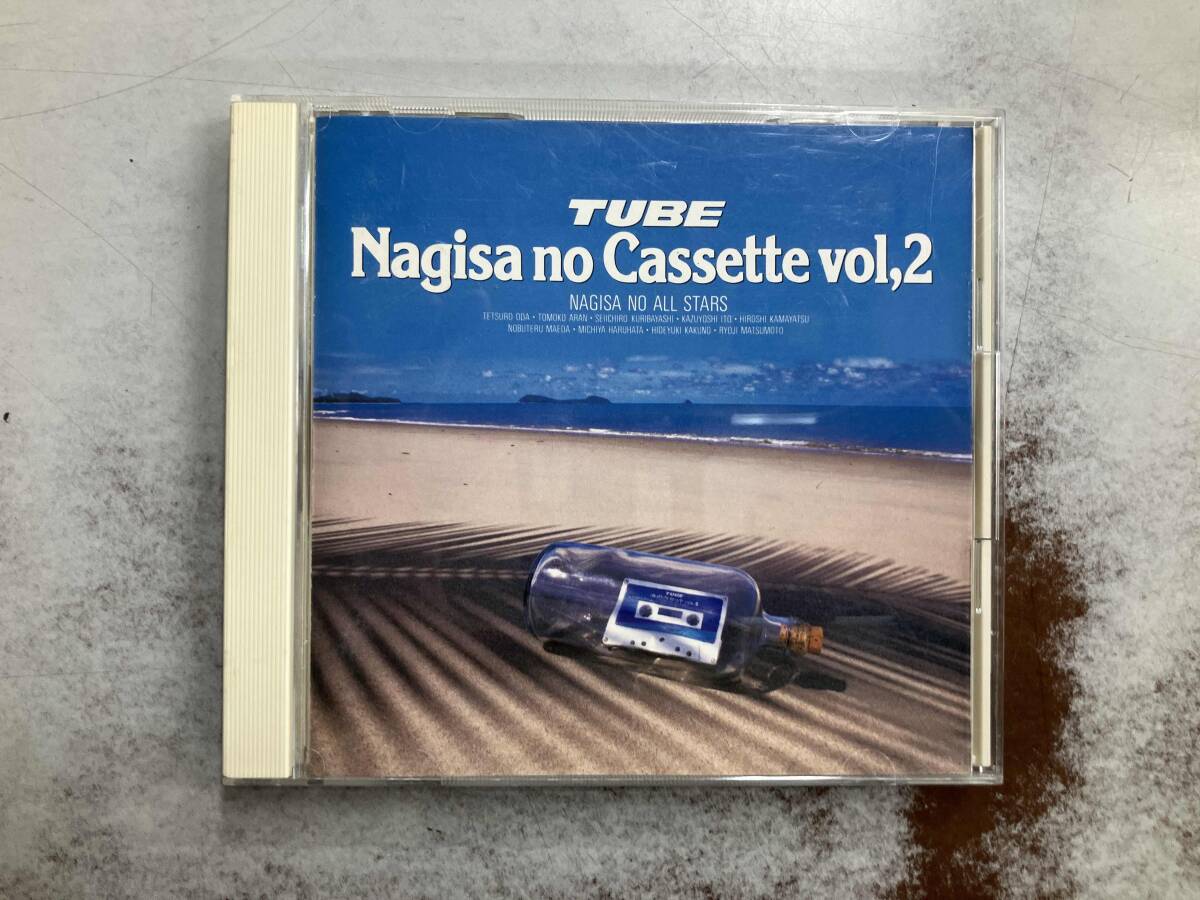 TUBE
Nagisa no Cassette vol,2
NAGISA NO ALL STARS
TETSURO ODA • TOMOKO ARAN • SEIICHIRO KURIBAYASHI • KAZUYOSHI ITO • HIROSHI KAMAYATSU
NOBUTERU MAEDA • MICHIYA HARUHATA • HIDEYUKI KAKUNO • RYOJI MATSUMOTO
TUBE